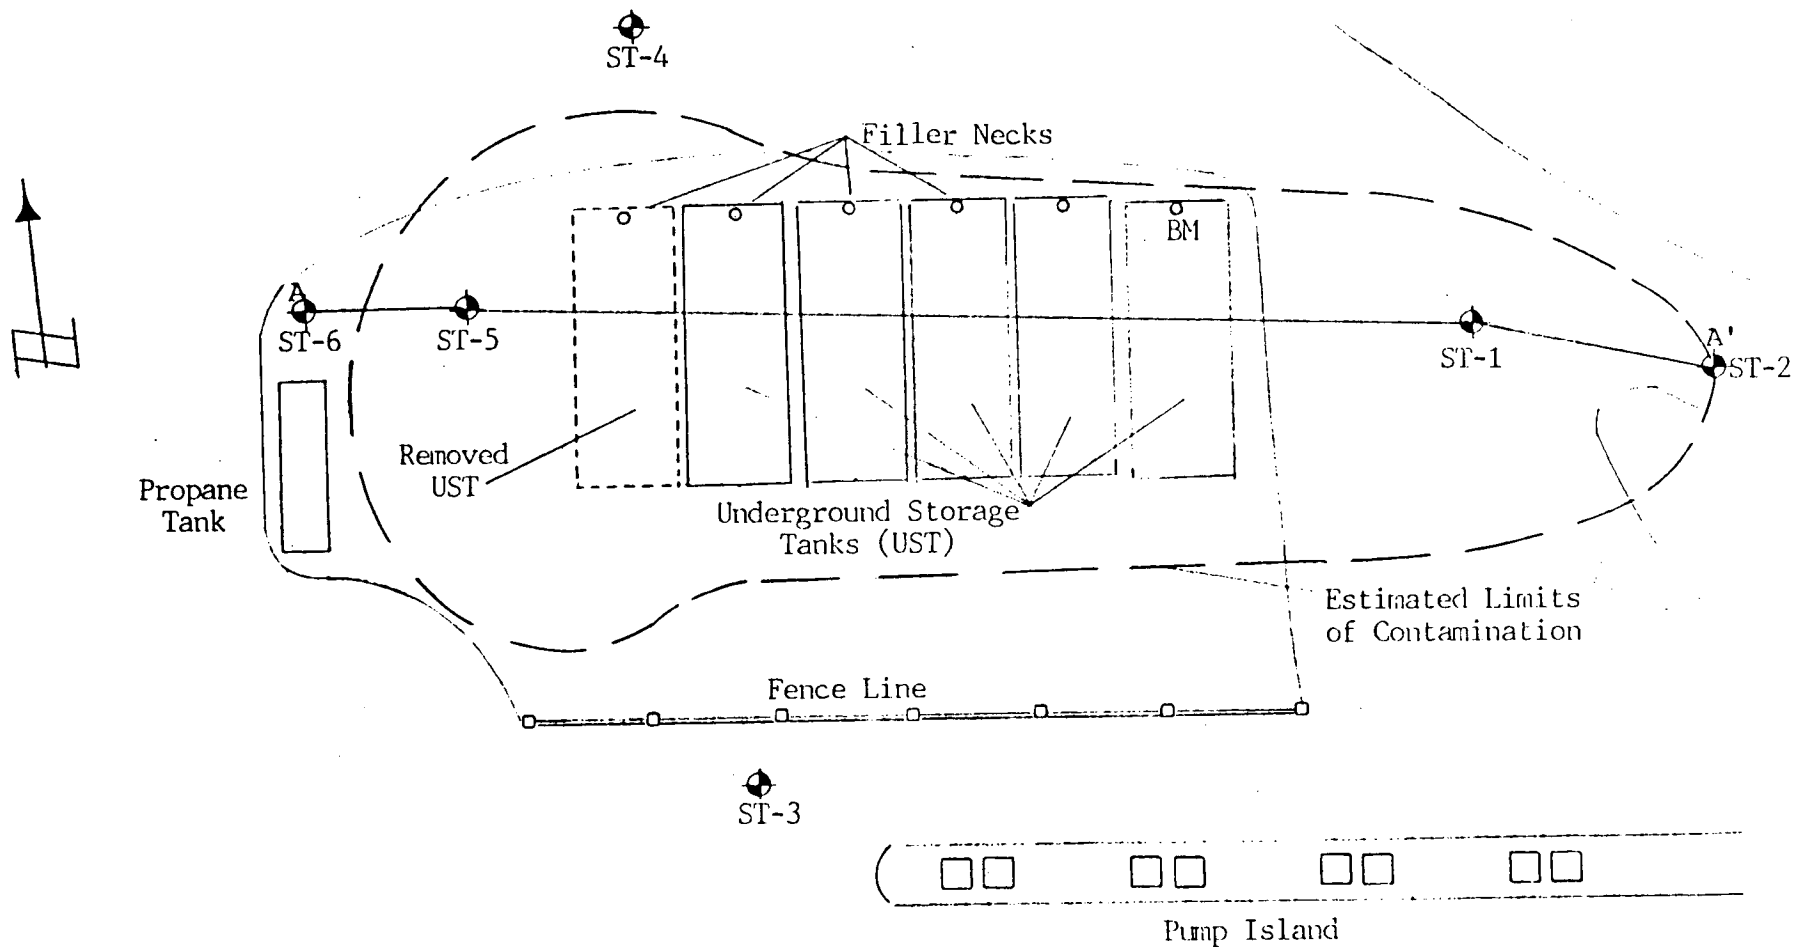 ST-4
Filler Necks
BM
A
ST-6
ST-5
ST-1
A'
ST-2
Removed
UST
Propane
Tank
Underground Storage
Tanks (UST)
Estimated Limits
of Contamination
Fence Line
ST-3
Pump Island